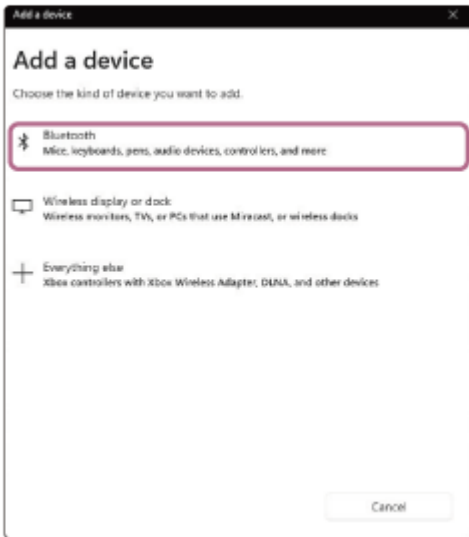 Add a device
Add a device
Choose the kind of device you want to add.
Bluetooth
Mice, keyboards, pens, audio devices, controllers, and more
Wireless display or dock
Wireless monitors, TVs, or PCs that use Miracast, or wireless docks
Everything else
Xbox controllers with Xbox Wireless Adapter, DLNA, and other devices
Cancel